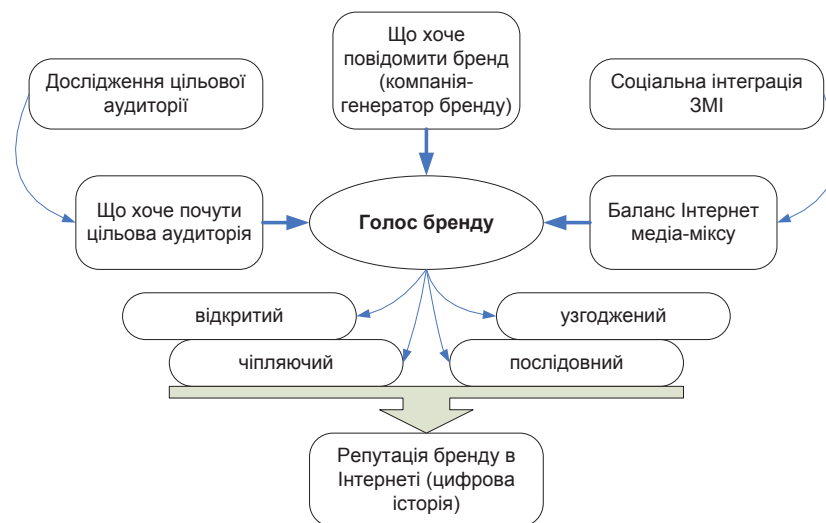 Що хоче
повідомити бренд
(компанія-
генератор бренду)
Дослідження цільової
аудиторії
Соціальна інтеграція
ЗМІ
Що хоче почути
цільова аудиторія
Голос бренду
Баланс Інтернет
медіа-міксу
відкритий
узгоджений
чіпляючий
послідовний
Репутація бренду в
Інтернеті (цифрова
історія)